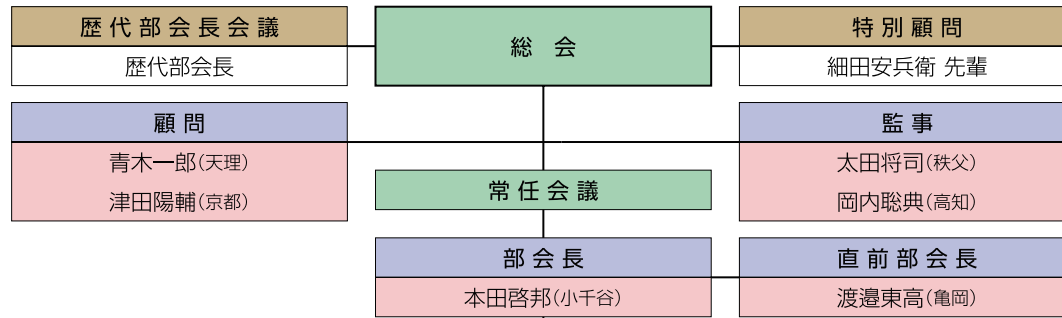 歴代部会長会議
歴代部会長
総会
特別顧問
細田安兵衛 先輩
顧問
青木一郎(天理)
津田陽輔(京都)
監事
太田将司(秩父)
岡内聡典(高知)
常任会議
部会長
本田啓邦(小千谷)
直前部会長
渡邉東高(亀岡)